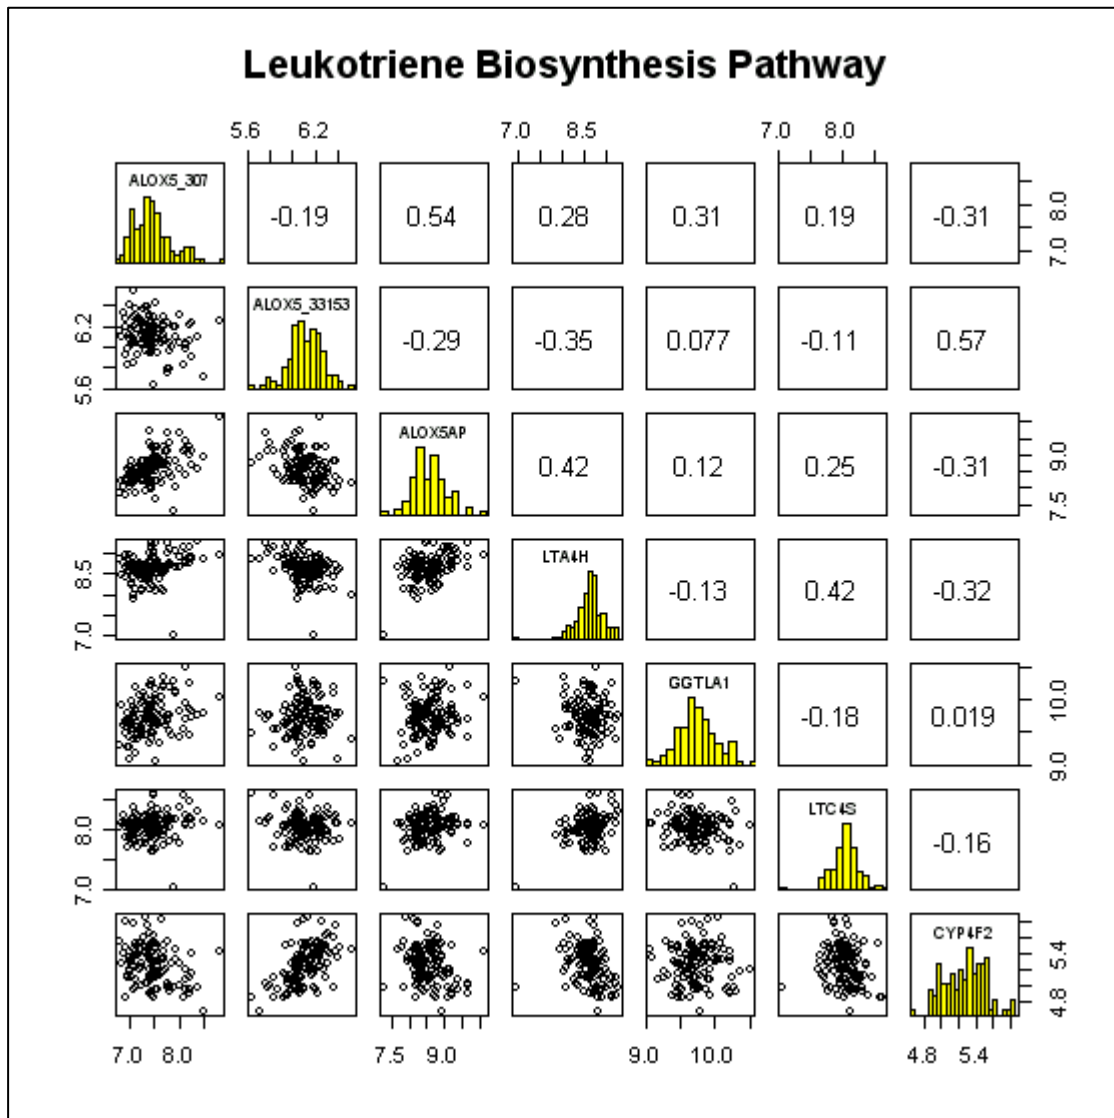 Leukotriene Biosynthesis Pathway
5.6 6.2 7.0 8.5 7.0 8.0
ALOX5_307 -0.19 0.54 0.28 0.31 0.19 -0.31 7.0 8.0
5.6 6.2 ALOX5_33153 -0.29 -0.35 0.077 -0.11 0.57
ALOX5AP 0.42 0.12 0.25 -0.31 7.5 9.0
7.0 8.5 LTA4H -0.13 0.42 -0.32
GGTLA1 -0.18 0.019 9.0 10.0
7.0 8.0 LTC4S -0.16
CYP4F2 4.8 5.4
7.0 8.0 7.5 9.0 9.0 10.0 4.8 5.4